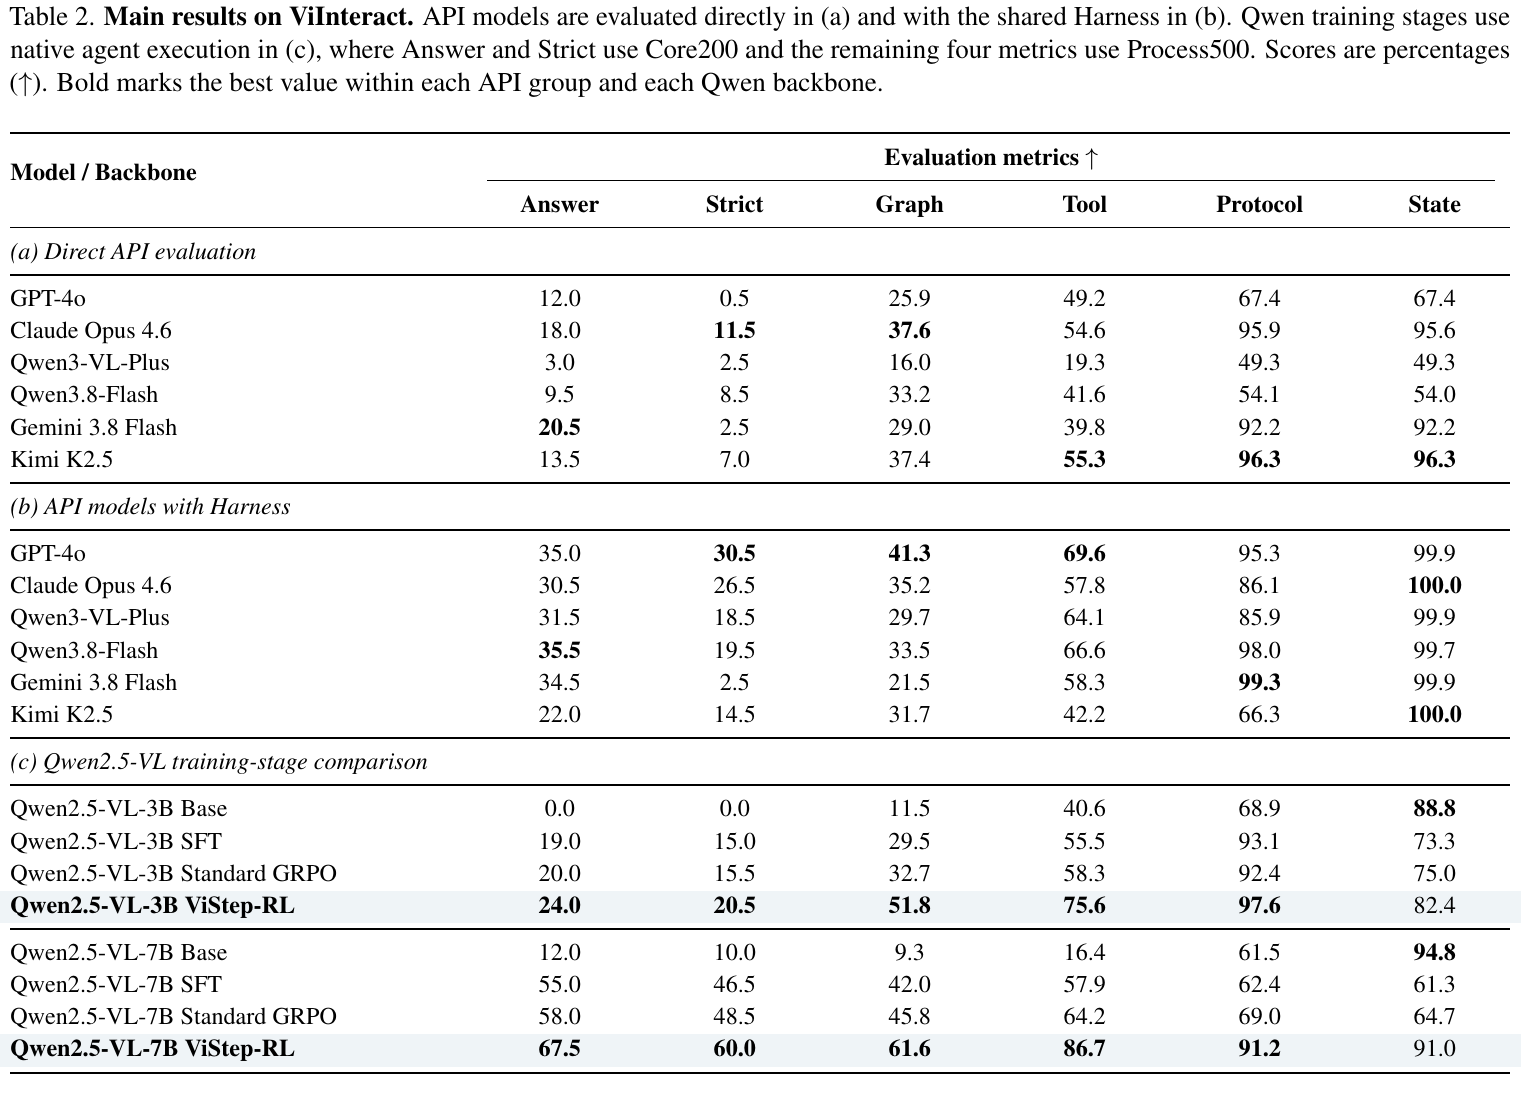 Table 2. Main results on ViInteract. API models are evaluated directly in (a) and with the shared Harness in (b). Qwen training stages use
native agent execution in (c), where Answer and Strict use Core200 and the remaining four metrics use Process500. Scores are percentages
(↑). Bold marks the best value within each API group and each Qwen backbone.
Model / Backbone
Evaluation metrics ↑
Answer Strict Graph Tool Protocol State
(a) Direct API evaluation
GPT-4o 12.0 0.5 25.9 49.2 67.4 67.4
Claude Opus 4.6 18.0 11.5 37.6 54.6 95.9 95.6
Qwen3-VL-Plus 3.0 2.5 16.0 19.3 49.3 49.3
Qwen3.8-Flash 9.5 8.5 33.2 41.6 54.1 54.0
Gemini 3.8 Flash 20.5 2.5 29.0 39.8 92.2 92.2
Kimi K2.5 13.5 7.0 37.4 55.3 96.3 96.3
(b) API models with Harness
GPT-4o 35.0 30.5 41.3 69.6 95.3 99.9
Claude Opus 4.6 30.5 26.5 35.2 57.8 86.1 100.0
Qwen3-VL-Plus 31.5 18.5 29.7 64.1 85.9 99.9
Qwen3.8-Flash 35.5 19.5 33.5 66.6 98.0 99.7
Gemini 3.8 Flash 34.5 2.5 21.5 58.3 99.3 99.9
Kimi K2.5 22.0 14.5 31.7 42.2 66.3 100.0
(c) Qwen2.5-VL training-stage comparison
Qwen2.5-VL-3B Base 0.0 0.0 11.5 40.6 68.9 88.8
Qwen2.5-VL-3B SFT 19.0 15.0 29.5 55.5 93.1 73.3
Qwen2.5-VL-3B Standard GRPO 20.0 15.5 32.7 58.3 92.4 75.0
Qwen2.5-VL-3B ViStep-RL 24.0 20.5 51.8 75.6 97.6 82.4
Qwen2.5-VL-7B Base 12.0 10.0 9.3 16.4 61.5 94.8
Qwen2.5-VL-7B SFT 55.0 46.5 42.0 57.9 62.4 61.3
Qwen2.5-VL-7B Standard GRPO 58.0 48.5 45.8 64.2 69.0 64.7
Qwen2.5-VL-7B ViStep-RL 67.5 60.0 61.6 86.7 91.2 91.0